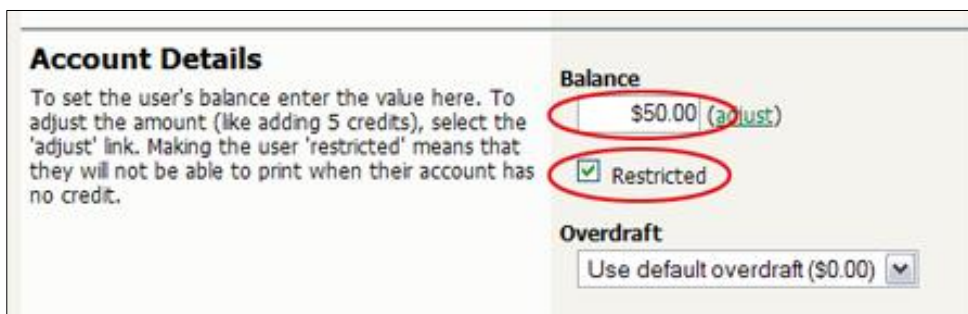 Account Details
To set the user's balance enter the value here. To
adjust the amount (like adding 5 credits), select the
'adjust' link. Making the user 'restricted' means that
they will not be able to print when their account has
no credit.
Balance
$50.00 (adjust)
Restricted
Overdraft
Use default overdraft ($0.00)